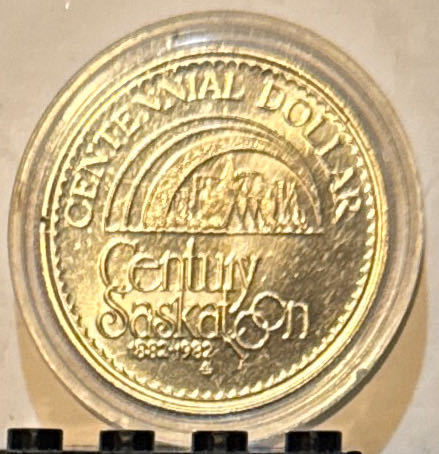 CENTENNIAL DOLLAR
Century
Saskatoon
1882-1982